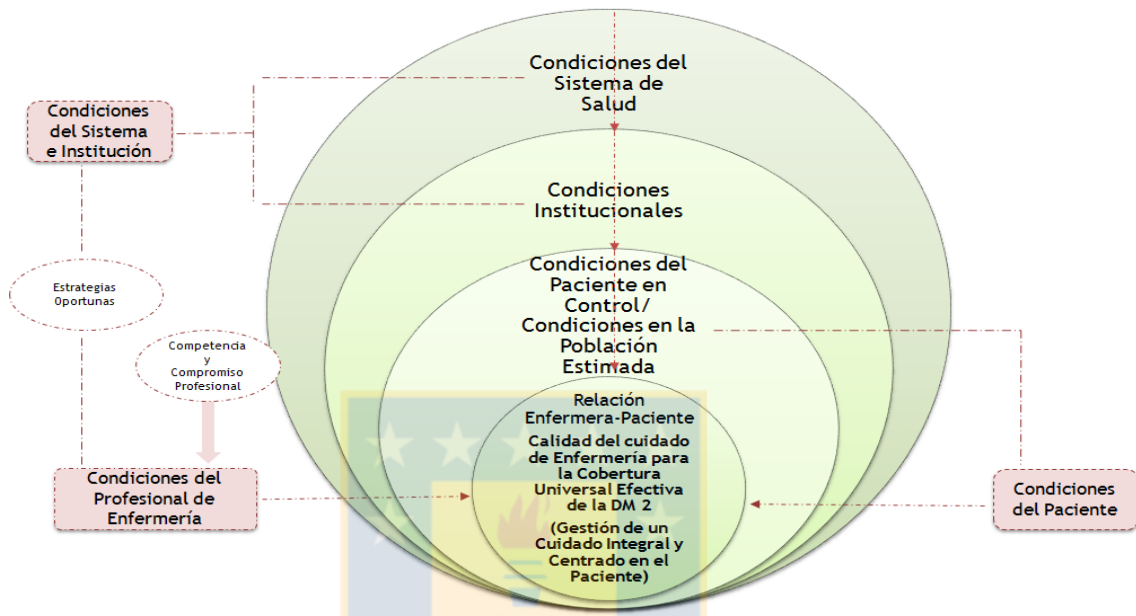 Condiciones del
Sistema de
Salud
Condiciones
del Sistema
e Institución
Condiciones
Institucionales
Condiciones del
Paciente en
Control/
Condiciones en la
Población
Estimada
Estrategias
Oportunas
Competencia
y
Compromiso
Profesional
Relación
Enfermera-Paciente
Calidad del cuidado
de Enfermería para
la Cobertura
Universal Efectiva
de la DM 2
(Gestión de un
Cuidado Integral y
Centrado en el
Paciente)
Condiciones del
Profesional de
Enfermería
Condiciones
del Paciente